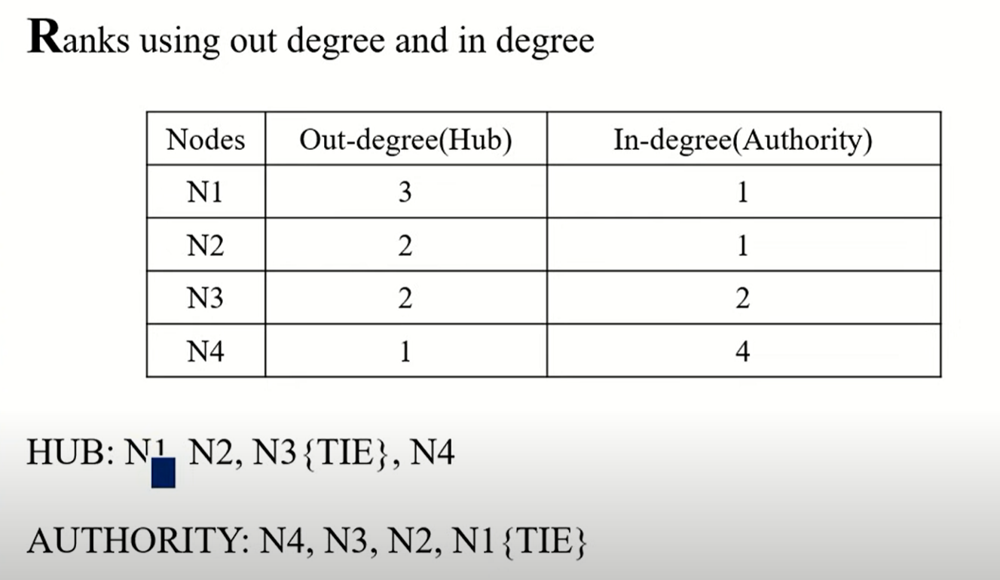 Ranks using out degree and in degree
Nodes Out-degree(Hub) In-degree(Authority)
N1 3 1
N2 2 1
N3 2 2
N4 1 4
HUB: N1 N2, N3{TIE}, N4
AUTHORITY: N4, N3, N2, N1{TIE}